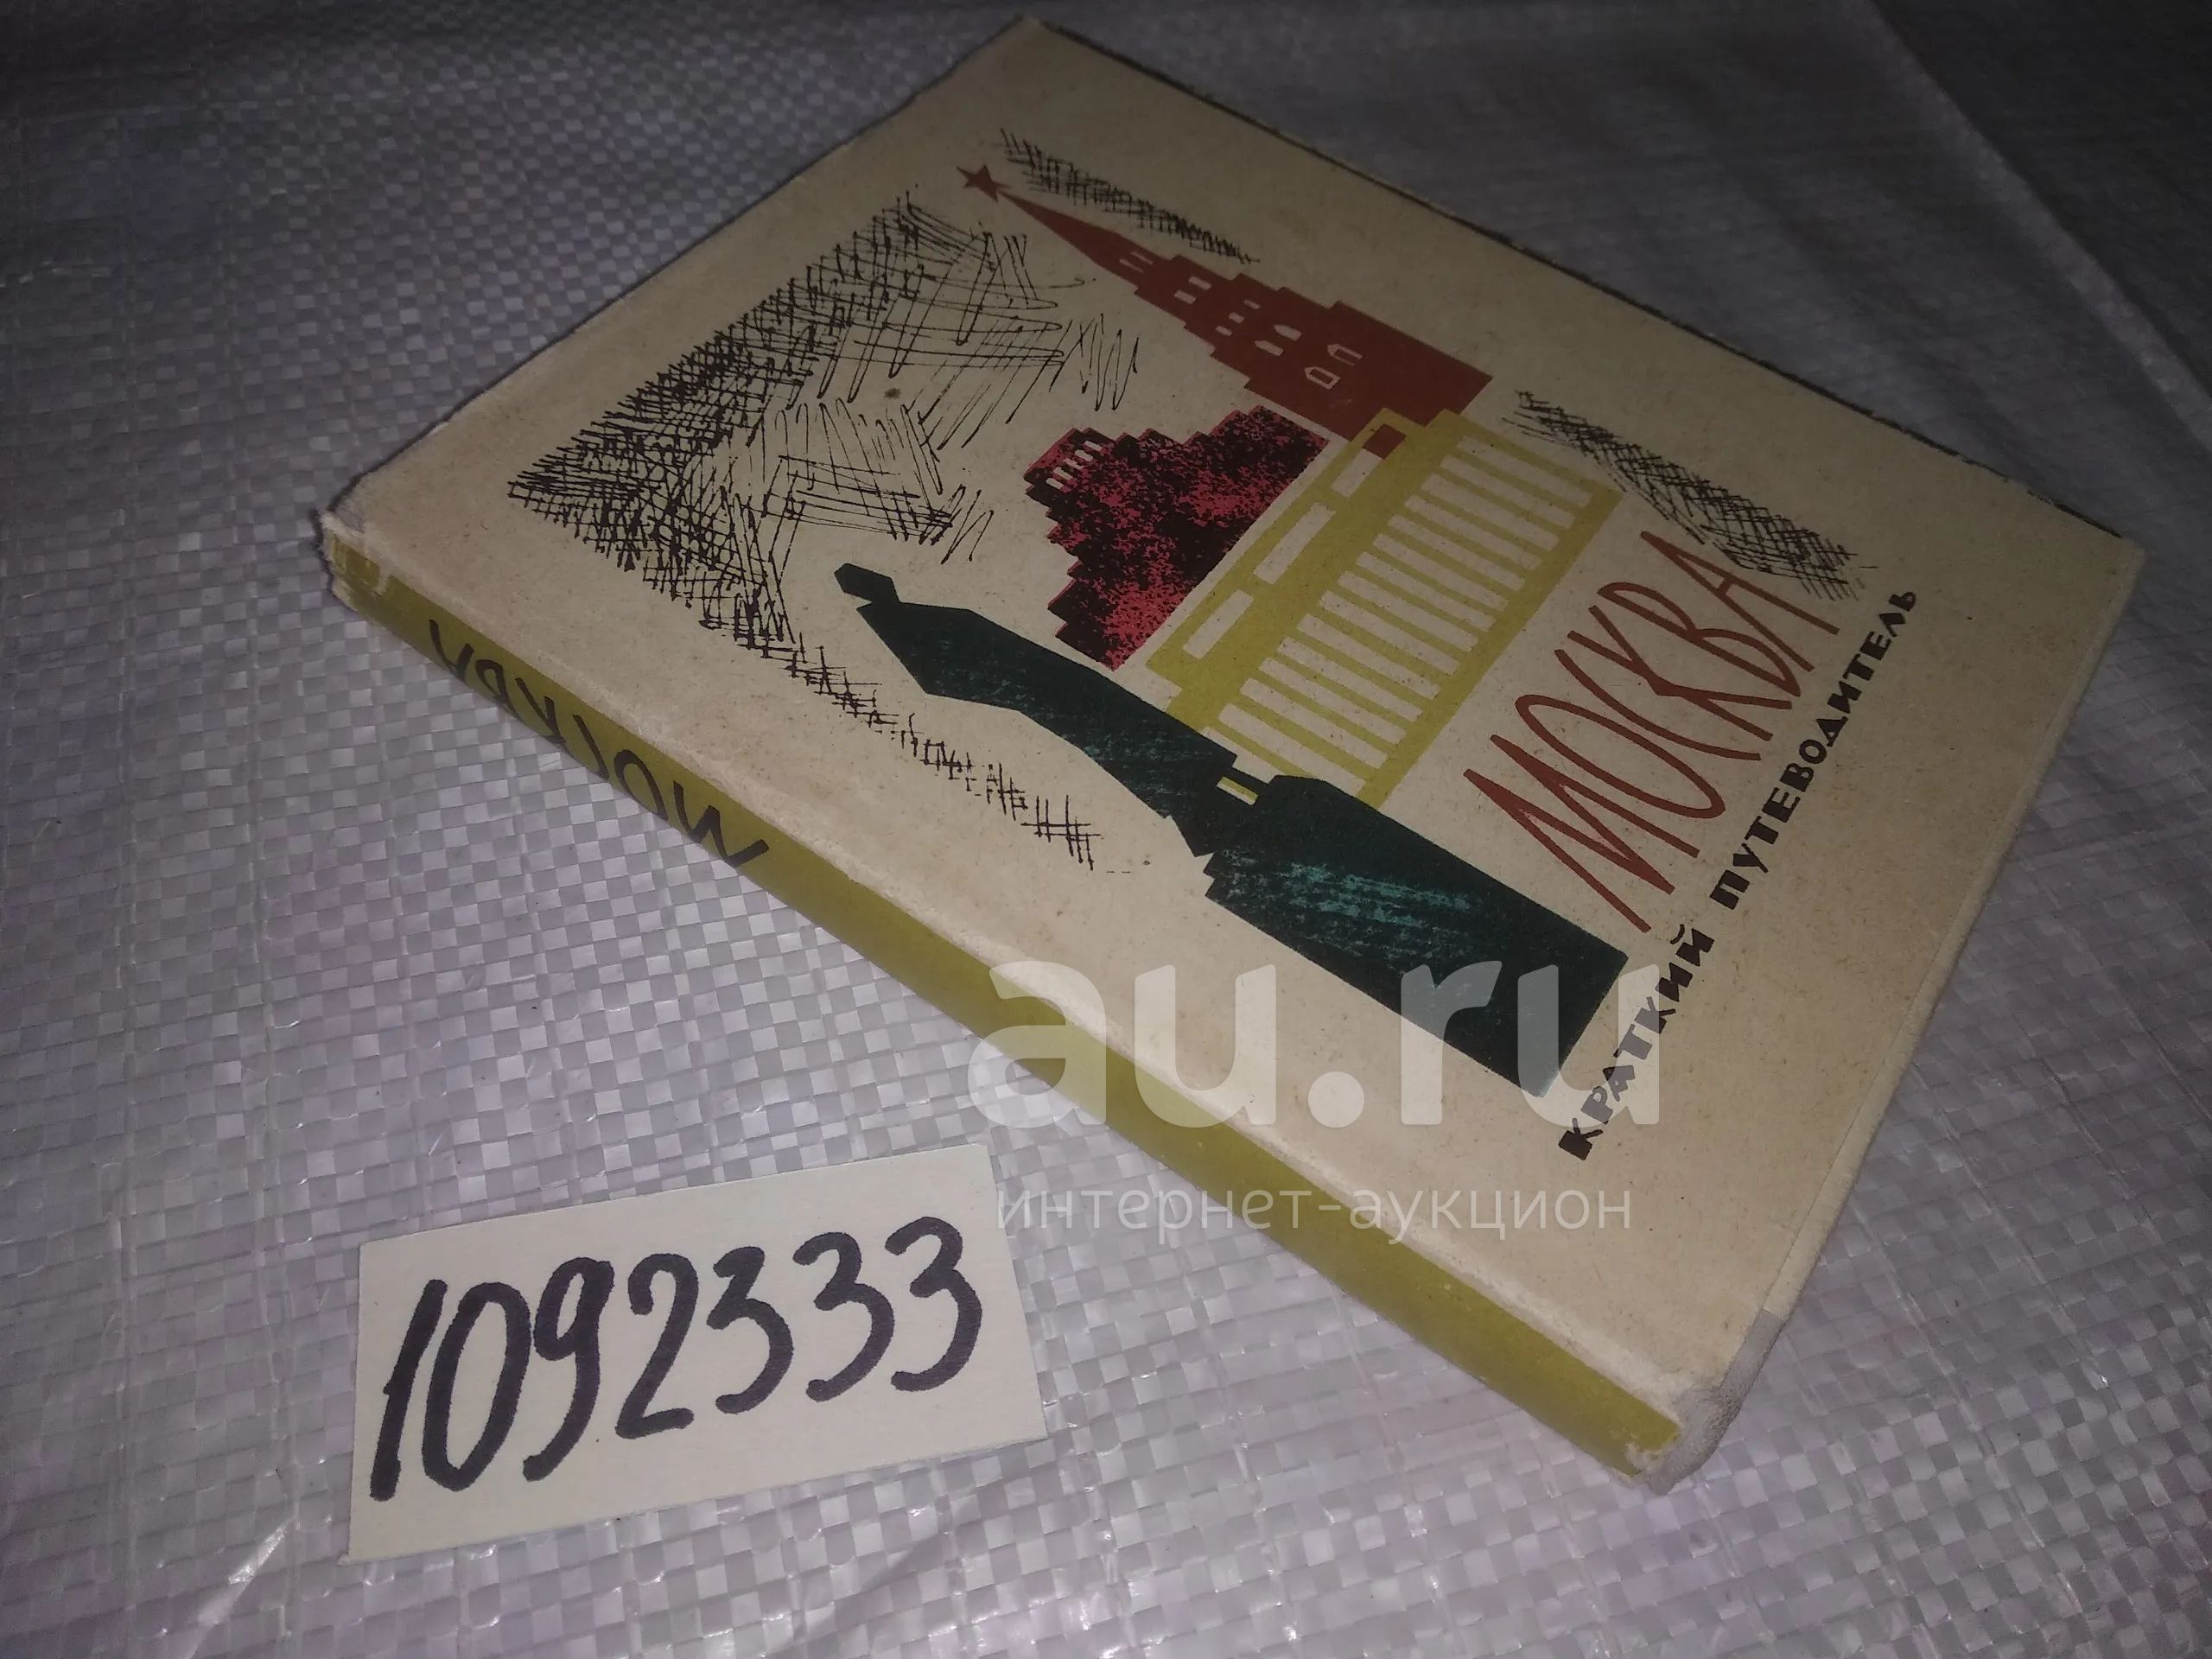 МОСКВА
КРАТКИЙ ПУТЕВОДИТЕЛЬ
МОСКВА
au.ru
интернет-аукцион
1092333